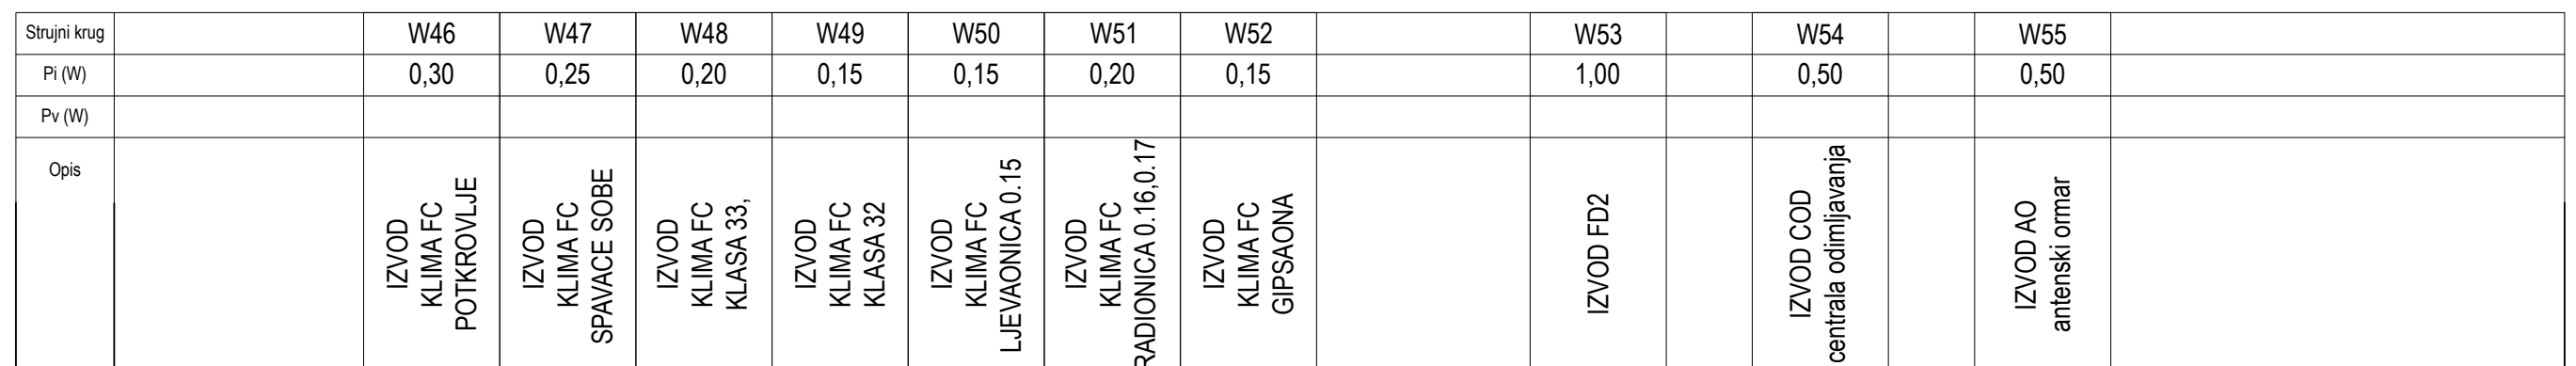 Strujni krug W46 W47 W48 W49 W50 W51 W52 W53 W54 W55
Pi (W) 0,30 0,25 0,20 0,15 0,15 0,20 0,15 1,00 0,50 0,50
Pv (W)
Opis
IZVOD
KLIMA FC
POTKROVLJE
IZVOD
KLIMA FC
SPAVACE SOBE
IZVOD
KLIMA FC
KLASA 33,
IZVOD
KLIMA FC
KLASA 32
IZVOD
KLIMA FC
LJEVAONICA 0.15
IZVOD
KLIMA FC
RADIONICA 0.16,0.17
IZVOD
KLIMA FC
GIPSAONA
IZVOD FD2
IZVOD COD
centrala odimljavanja
IZVOD AO
antenski ormar